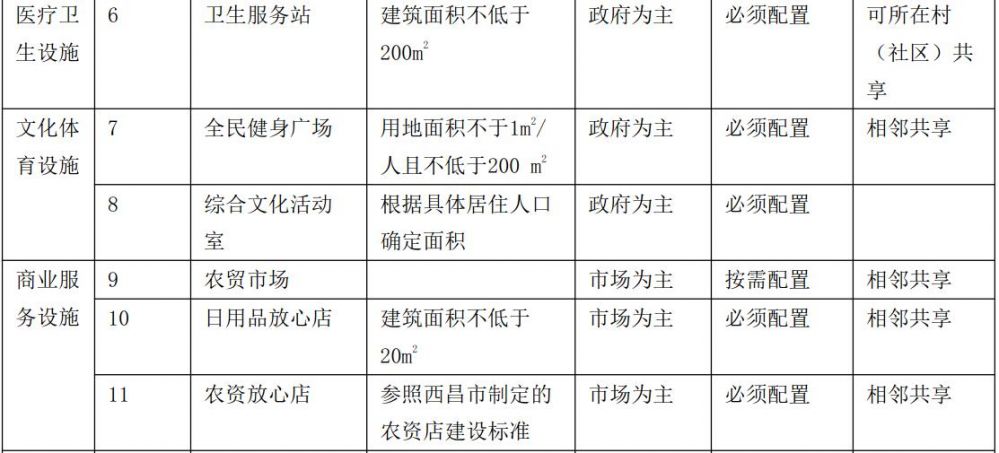 医疗卫 6 卫生服务站 建筑面积不低于 政府为主 必须配置 可所在村
生设施 200m² （社区）共
享
文化体 7 全民健身广场 用地面积不于1m²/ 政府为主 必须配置 相邻共享
育设施 人且不低于200 m²
8 综合文化活动 根据具体居住人口 政府为主 必须配置
室 确定面积
商业服 9 农贸市场 市场为主 按需配置 相邻共享
务设施 10 日用品放心店 建筑面积不低于 市场为主 必须配置 相邻共享
20m²
11 农资放心店 参照西昌市制定的 市场为主 必须配置 相邻共享
农资店建设标准